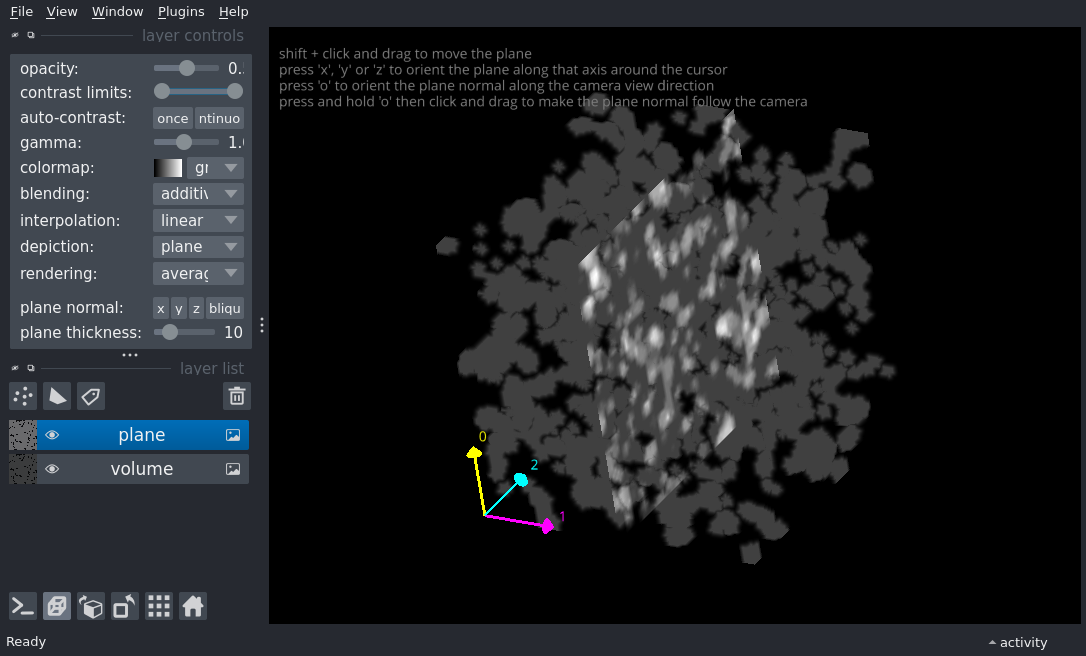 File View Window Plugins Help
layer controls
opacity: 0.
contrast limits:
auto-contrast: once ntinuo
gamma: 1.
colormap: gr
blending: additiv
interpolation: linear
depiction: plane
rendering: averag
plane normal: x y z bliqu
plane thickness: 10
layer list
plane
volume
shift + click and drag to move the plane
press 'x', 'y' or 'z' to orient the plane along that axis around the cursor
press 'o' to orient the plane normal along the camera view direction
press and hold 'o' then click and drag to make the plane normal follow the camera
0
2
1
Ready
activity